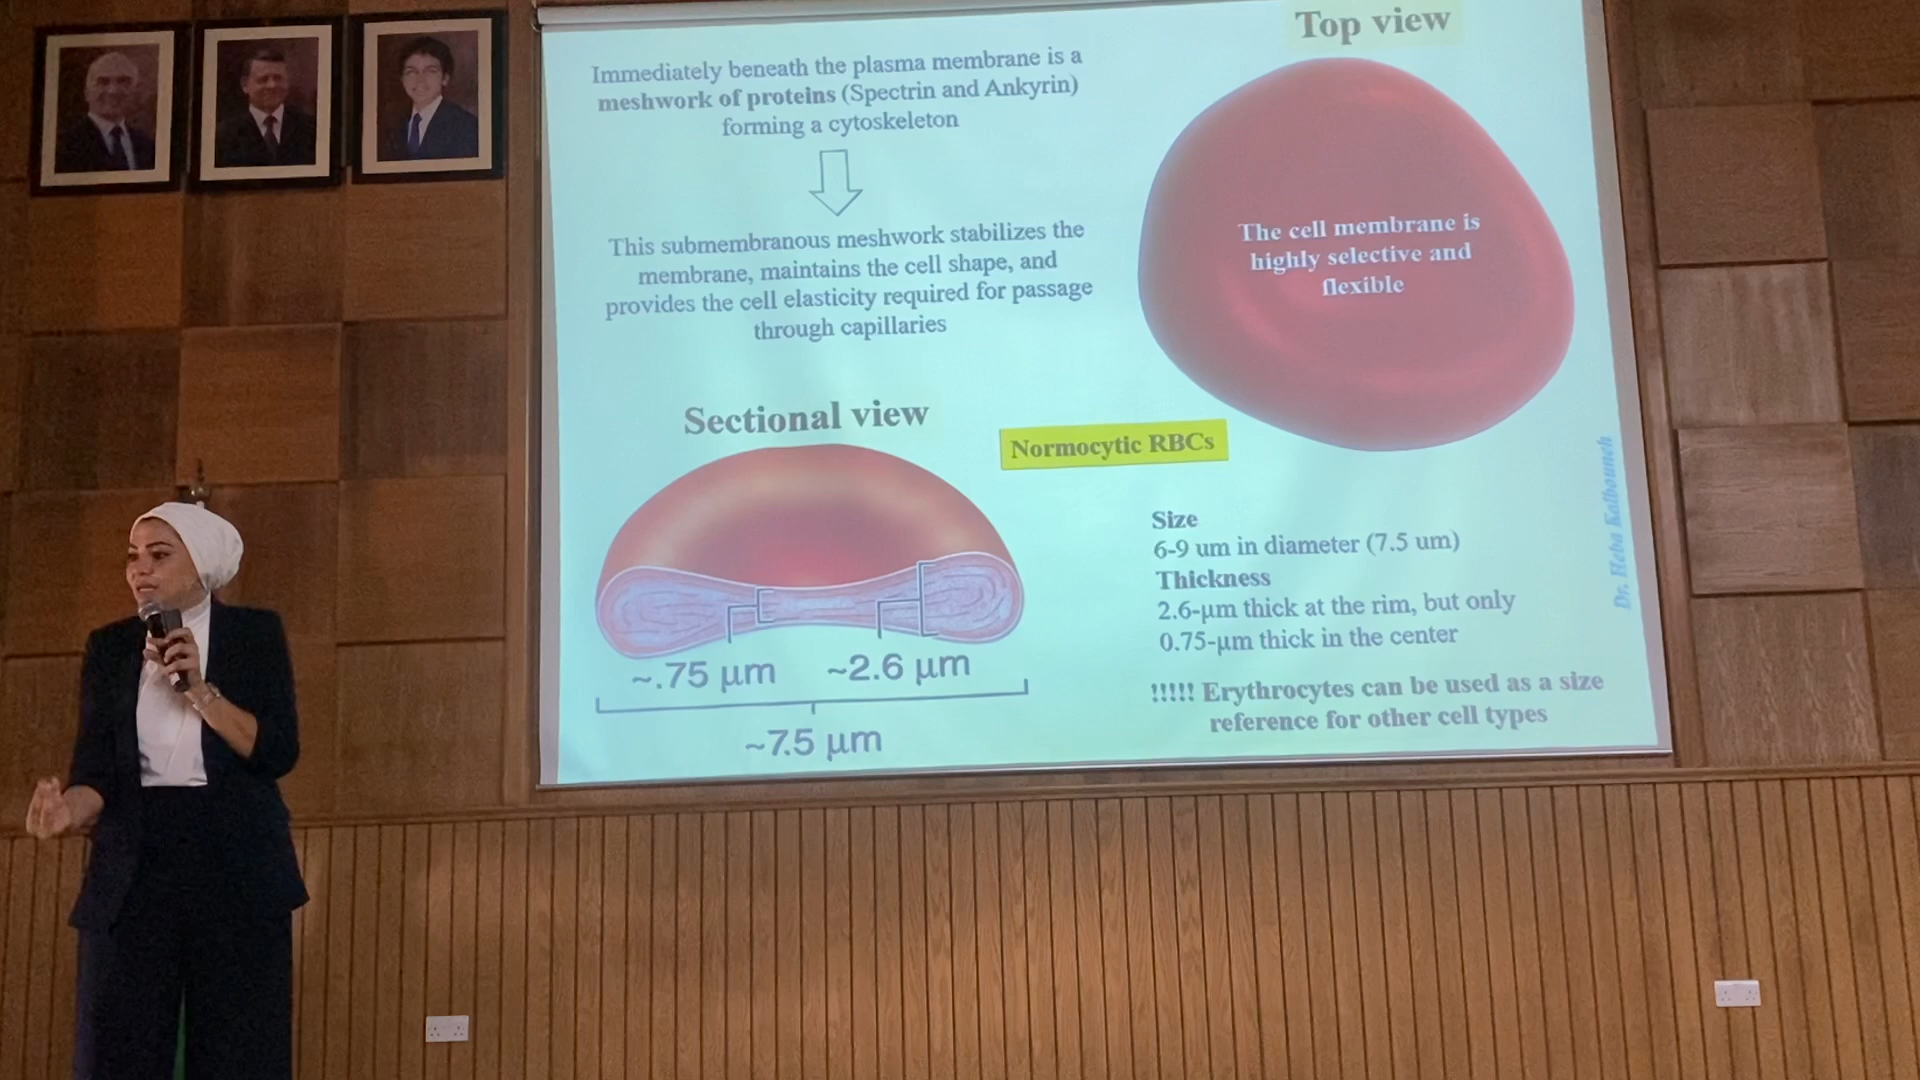 Top view
Immediately beneath the plasma membrane is a
meshwork of proteins (Spectrin and Ankyrin)
forming a cytoskeleton
This submembranous meshwork stabilizes the
membrane, maintains the cell shape, and
provides the cell elasticity required for passage
through capillaries
The cell membrane is
highly selective and
flexible
Sectional view
Normocytic RBCs
~.75 µm
~2.6 µm
~7.5 µm
Size
6-9 um in diameter (7.5 um)
Thickness
2.6-µm thick at the rim, but only
0.75-µm thick in the center
!!!!! Erythrocytes can be used as a size
reference for other cell types
Dr. Heba Kalbouneh